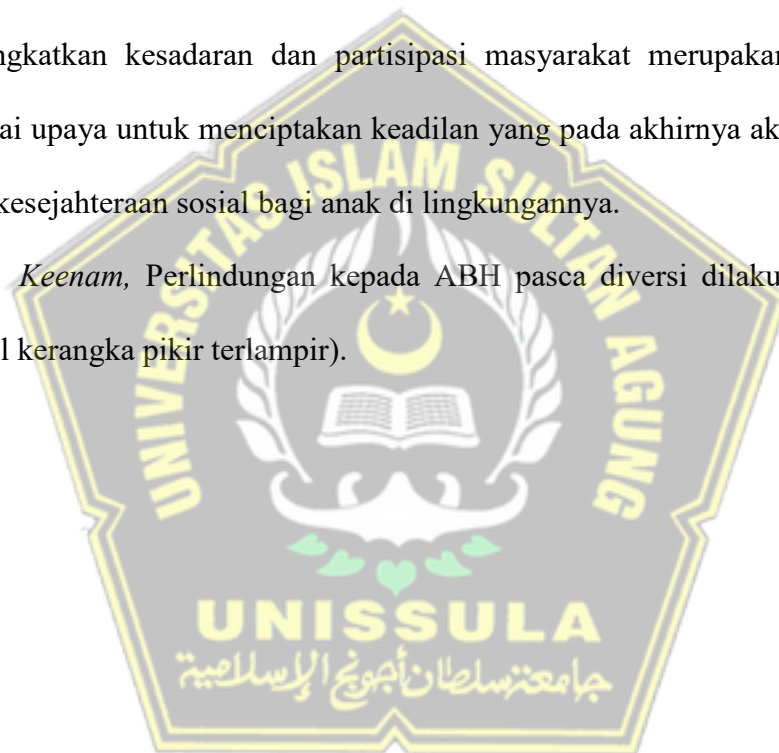 ngkatkan kesadaran dan partisipasi masyarakat merupakan
ai upaya untuk menciptakan keadilan yang pada akhirnya ak
kesejahteraan sosial bagi anak di lingkungannya.
Keenam, Perlindungan kepada ABH pasca diversi dilaku
l kerangka pikir terlampir).
UNIVERSITAS ISLAM SULTAN AGUNG
UNISSULA
جامعتنسلطان أجونج الإسلامية